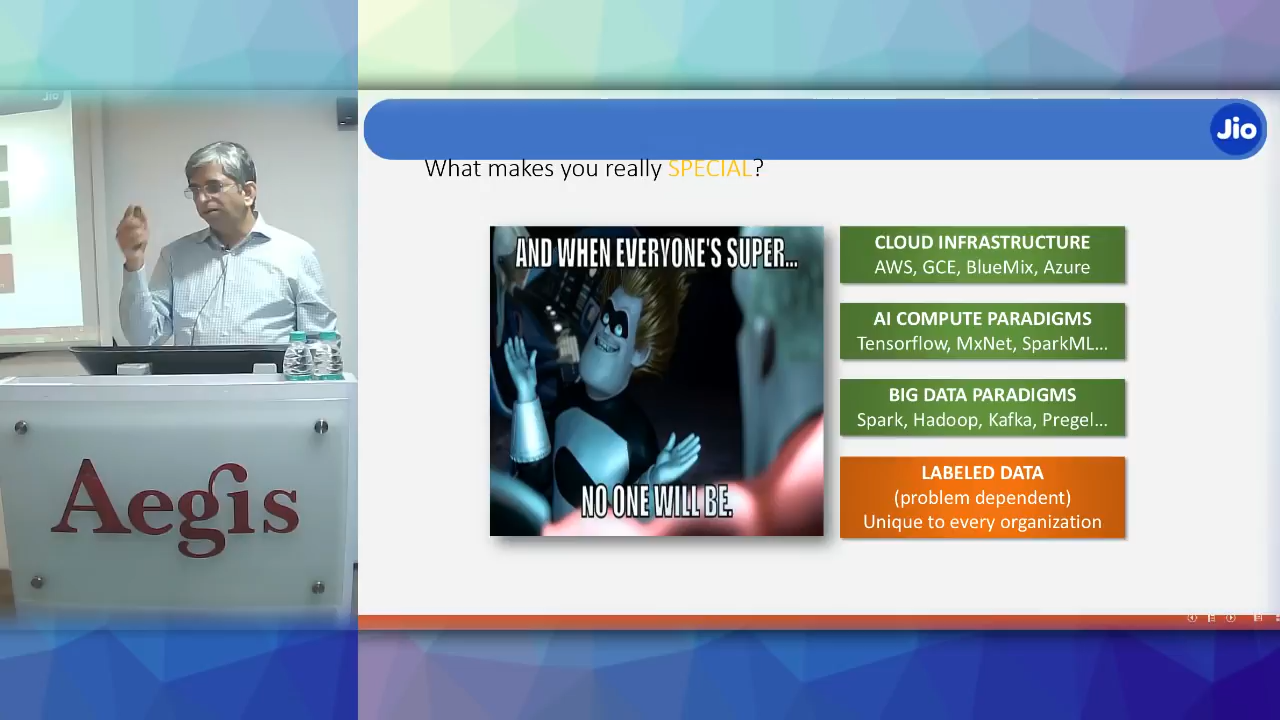 Jio
What makes you really SPECIAL?
AND WHEN EVERYONE'S SUPER...
NO ONE WILL BE.
CLOUD INFRASTRUCTURE
AWS, GCE, BlueMix, Azure
AI COMPUTE PARADIGMS
Tensorflow, MxNet, SparkML...
BIG DATA PARADIGMS
Spark, Hadoop, Kafka, Pregel...
LABELED DATA
(problem dependent)
Unique to every organization
Aegis